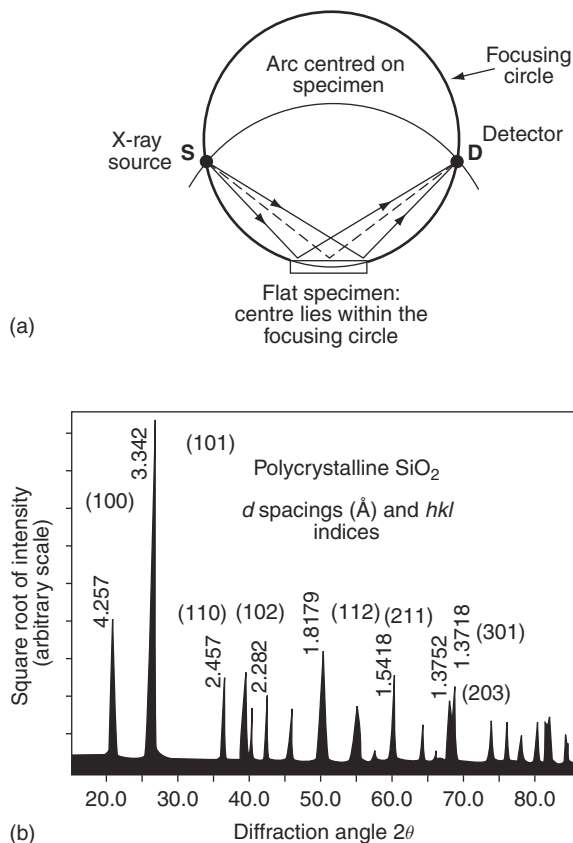 Arc centred on
specimen
Focusing
circle
X-ray
source
S
D
Detector
Flat specimen:
centre lies within the
focusing circle
(a)
Square root of intensity
(arbitrary scale)
Polycrystalline SiO₂
d spacings (Å) and hkl
indices
4.257
(100)
3.342
(101)
2.457
(110)
2.282
(102)
1.8179
(112)
1.5418
(211)
1.3752
1.3718
(301)
(203)
20.0 30.0 40.0 50.0 60.0 70.0 80.0
Diffraction angle 2θ
(b)